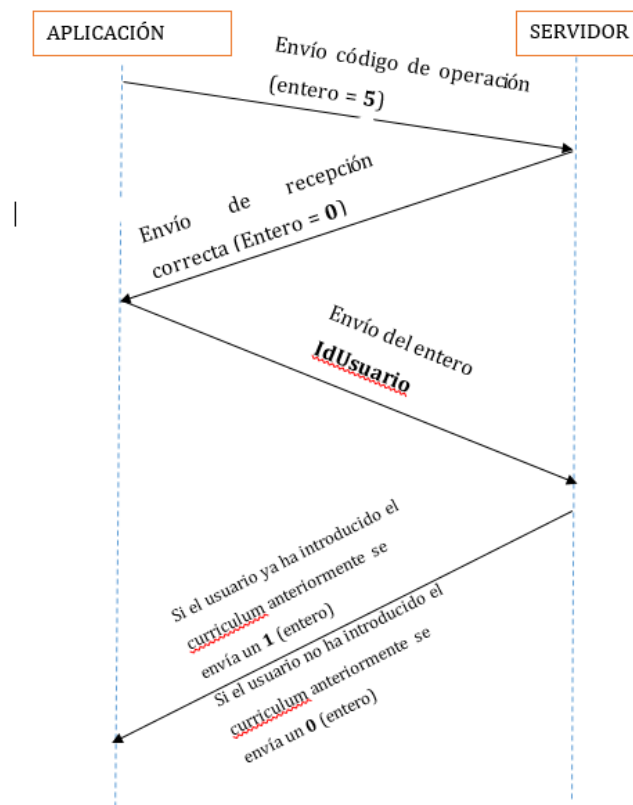 APLICACIÓN
SERVIDOR
Envío código de operación
(entero = 5)
Envío de recepción
correcta (Entero = 0)
Envío del entero
IdUsuario
Si el usuario ya ha introducido el
curriculum anteriormente se
envía un 1 (entero)
Si el usuario no ha introducido el
curriculum anteriormente se
envía un 0 (entero)